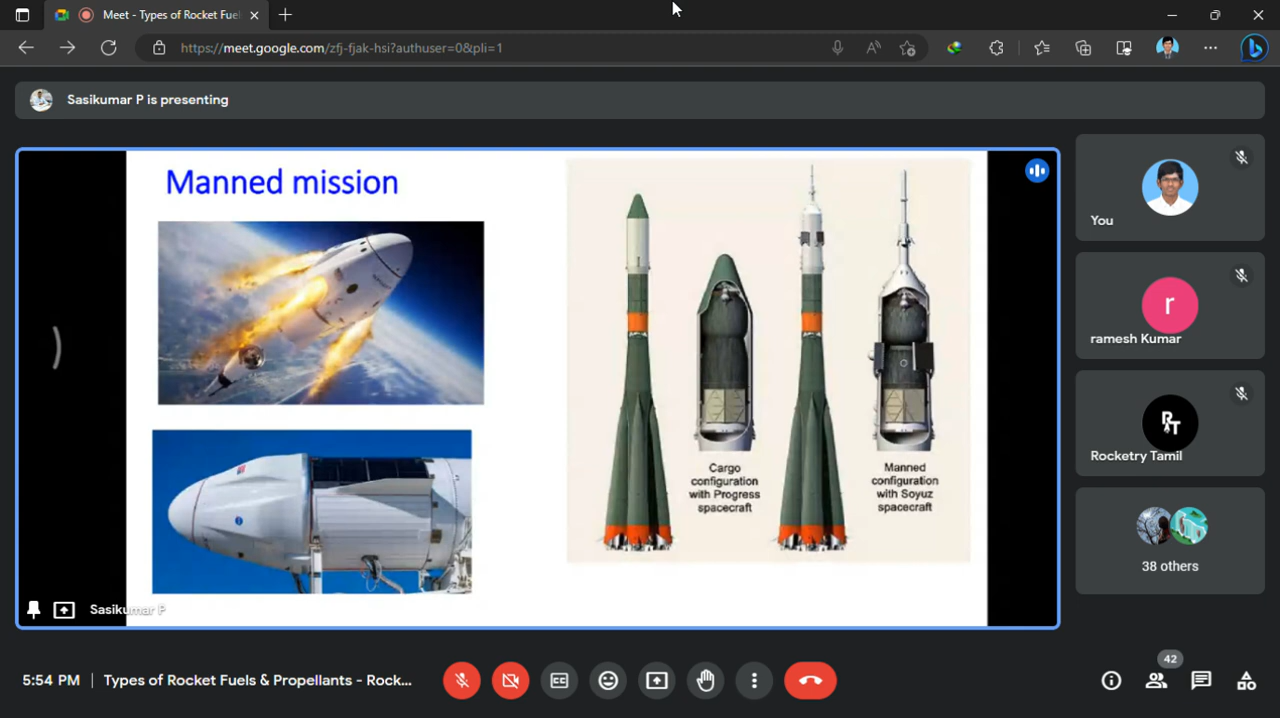 Meet - Types of Rocket Fuel
https://meet.google.com/zfj-fjak-hsi?authuser=0&pli=1
Sasikumar P is presenting
Manned mission
Cargo
configuration
with Progress
spacecraft
Manned
configuration
with Soyuz
spacecraft
Sasikumar P
You
r
ramesh Kumar
RT
Rocketry Tamil
38 others
5:54 PM | Types of Rocket Fuels & Propellants - Rock...
42